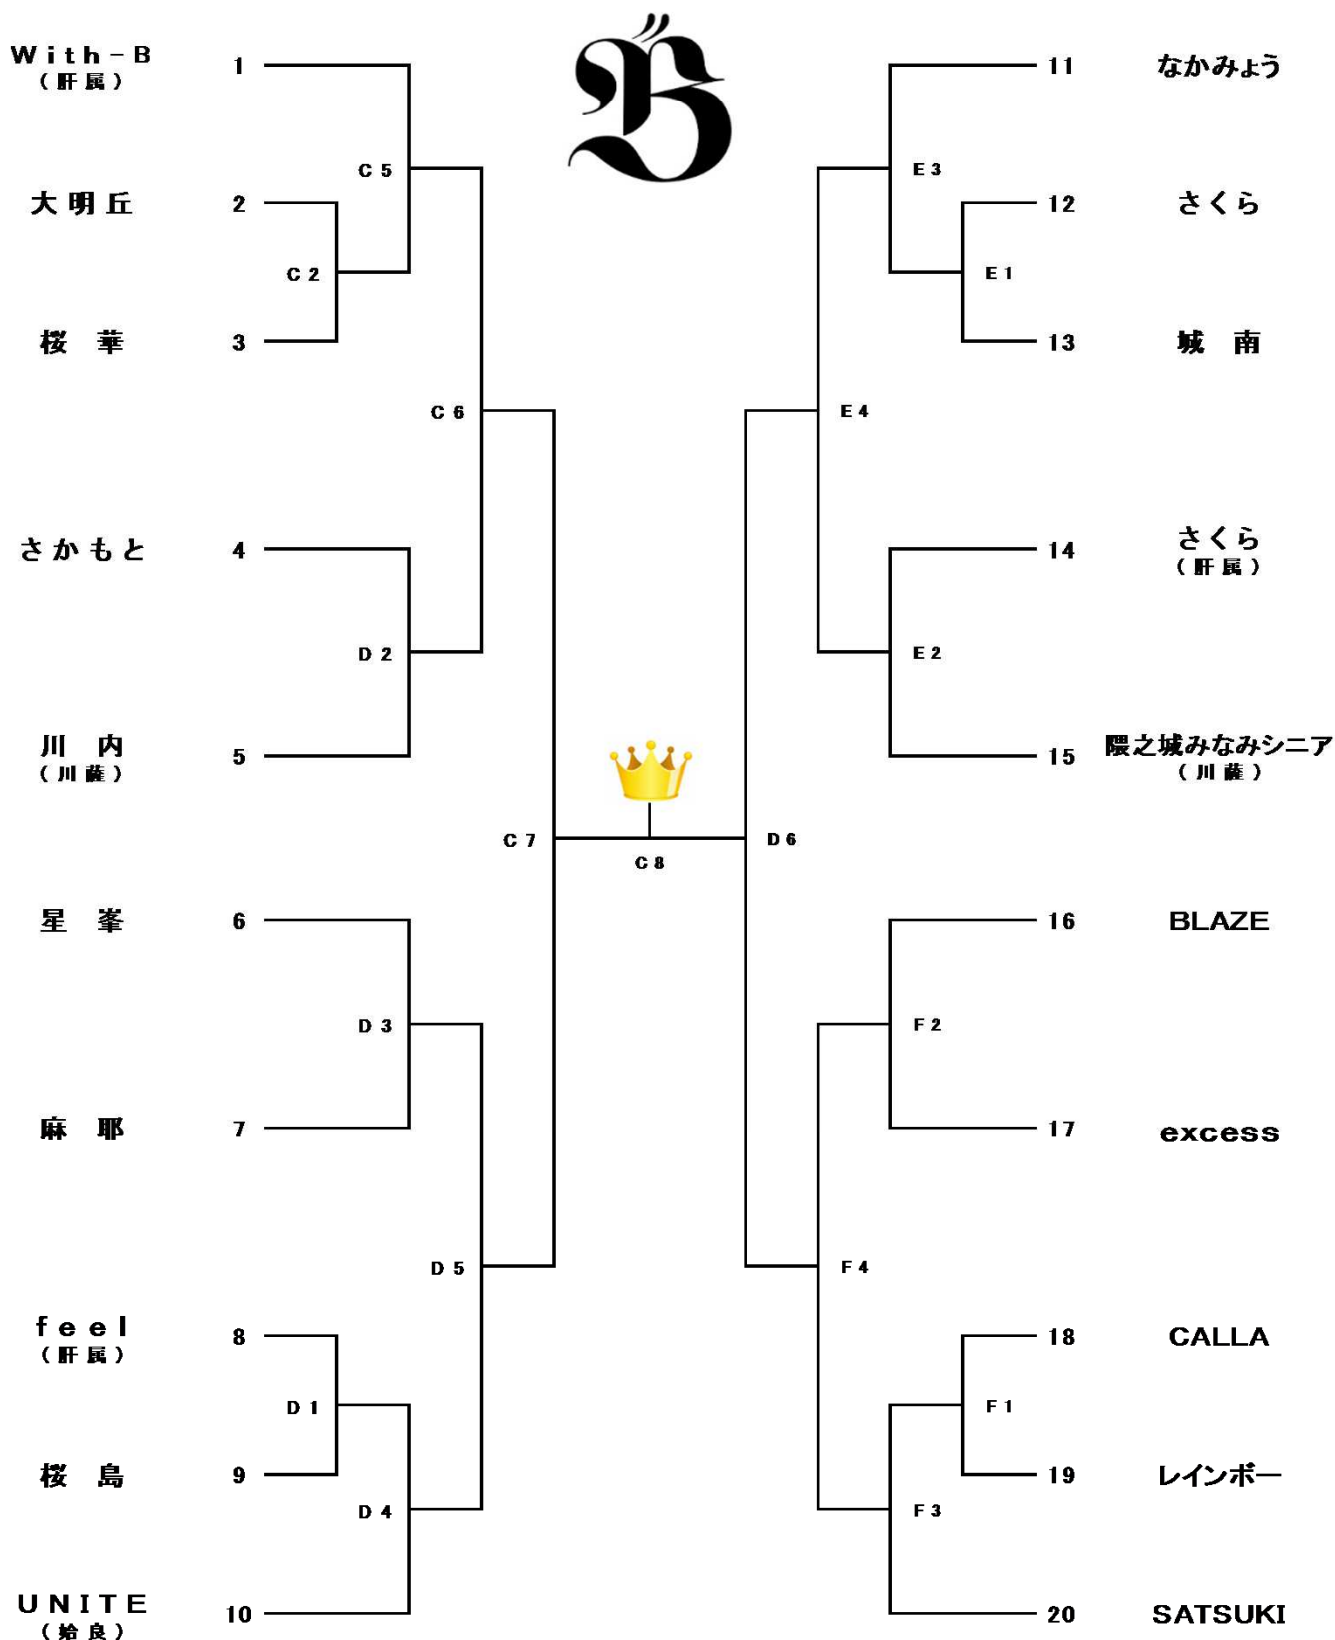 B
With-B
(肝属)
1
C5
大明丘
2
C2
桜 華
3
C6
さかもと
4
D2
川 内
(川薩)
5
C7
星 峯
6
D3
麻 耶
7
D5
feel
(肝属)
8
D1
桜 島
9
D4
UNITE
(姶良)
10
C8
11
なかみょう
E3
12
さくら
E1
13
城 南
E4
14
さくら
(肝属)
E2
15
隈之城みなみシニア
(川薩)
D6
16
BLAZE
F2
17
excess
F4
18
CALLA
F1
19
レインボー
F3
20
SATSUKI